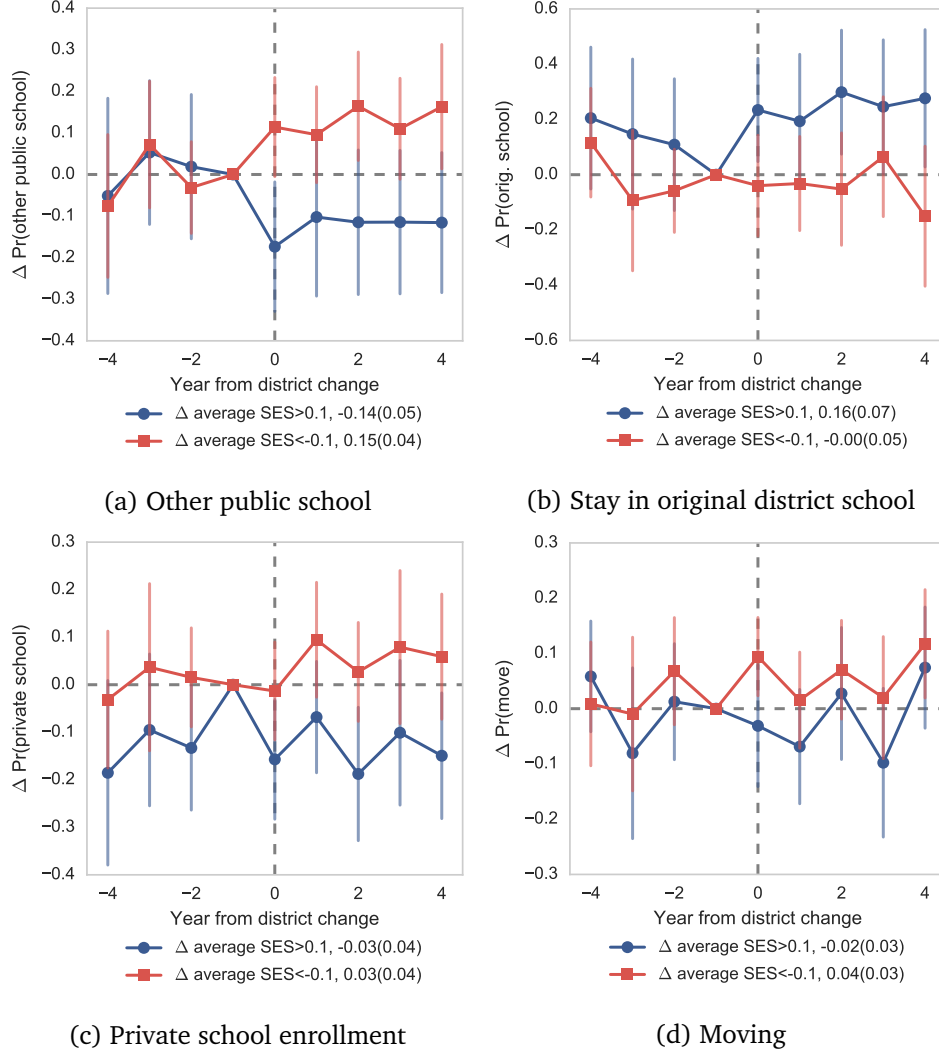 0.4
0.3
0.2
0.1
0.0
−0.1
−0.2
−0.3
−0.4
Δ Pr(other public school)
−4
−2
0
2
4
Year from district change
Δ average SES>0.1, -0.14(0.05)
Δ average SES<-0.1, 0.15(0.04)
(a) Other public school
0.6
0.4
0.2
0.0
−0.2
−0.4
−0.6
Δ Pr(orig. school)
−4
−2
0
2
4
Year from district change
Δ average SES>0.1, 0.16(0.07)
Δ average SES<-0.1, -0.00(0.05)
(b) Stay in original district school
0.3
0.2
0.1
0.0
−0.1
−0.2
−0.3
−0.4
Δ Pr(private school)
−4
−2
0
2
4
Year from district change
Δ average SES>0.1, -0.03(0.04)
Δ average SES<-0.1, 0.03(0.04)
(c) Private school enrollment
0.3
0.2
0.1
0.0
−0.1
−0.2
−0.3
Δ Pr(move)
−4
−2
0
2
4
Year from district change
Δ average SES>0.1, -0.02(0.03)
Δ average SES<-0.1, 0.04(0.03)
(d) Moving